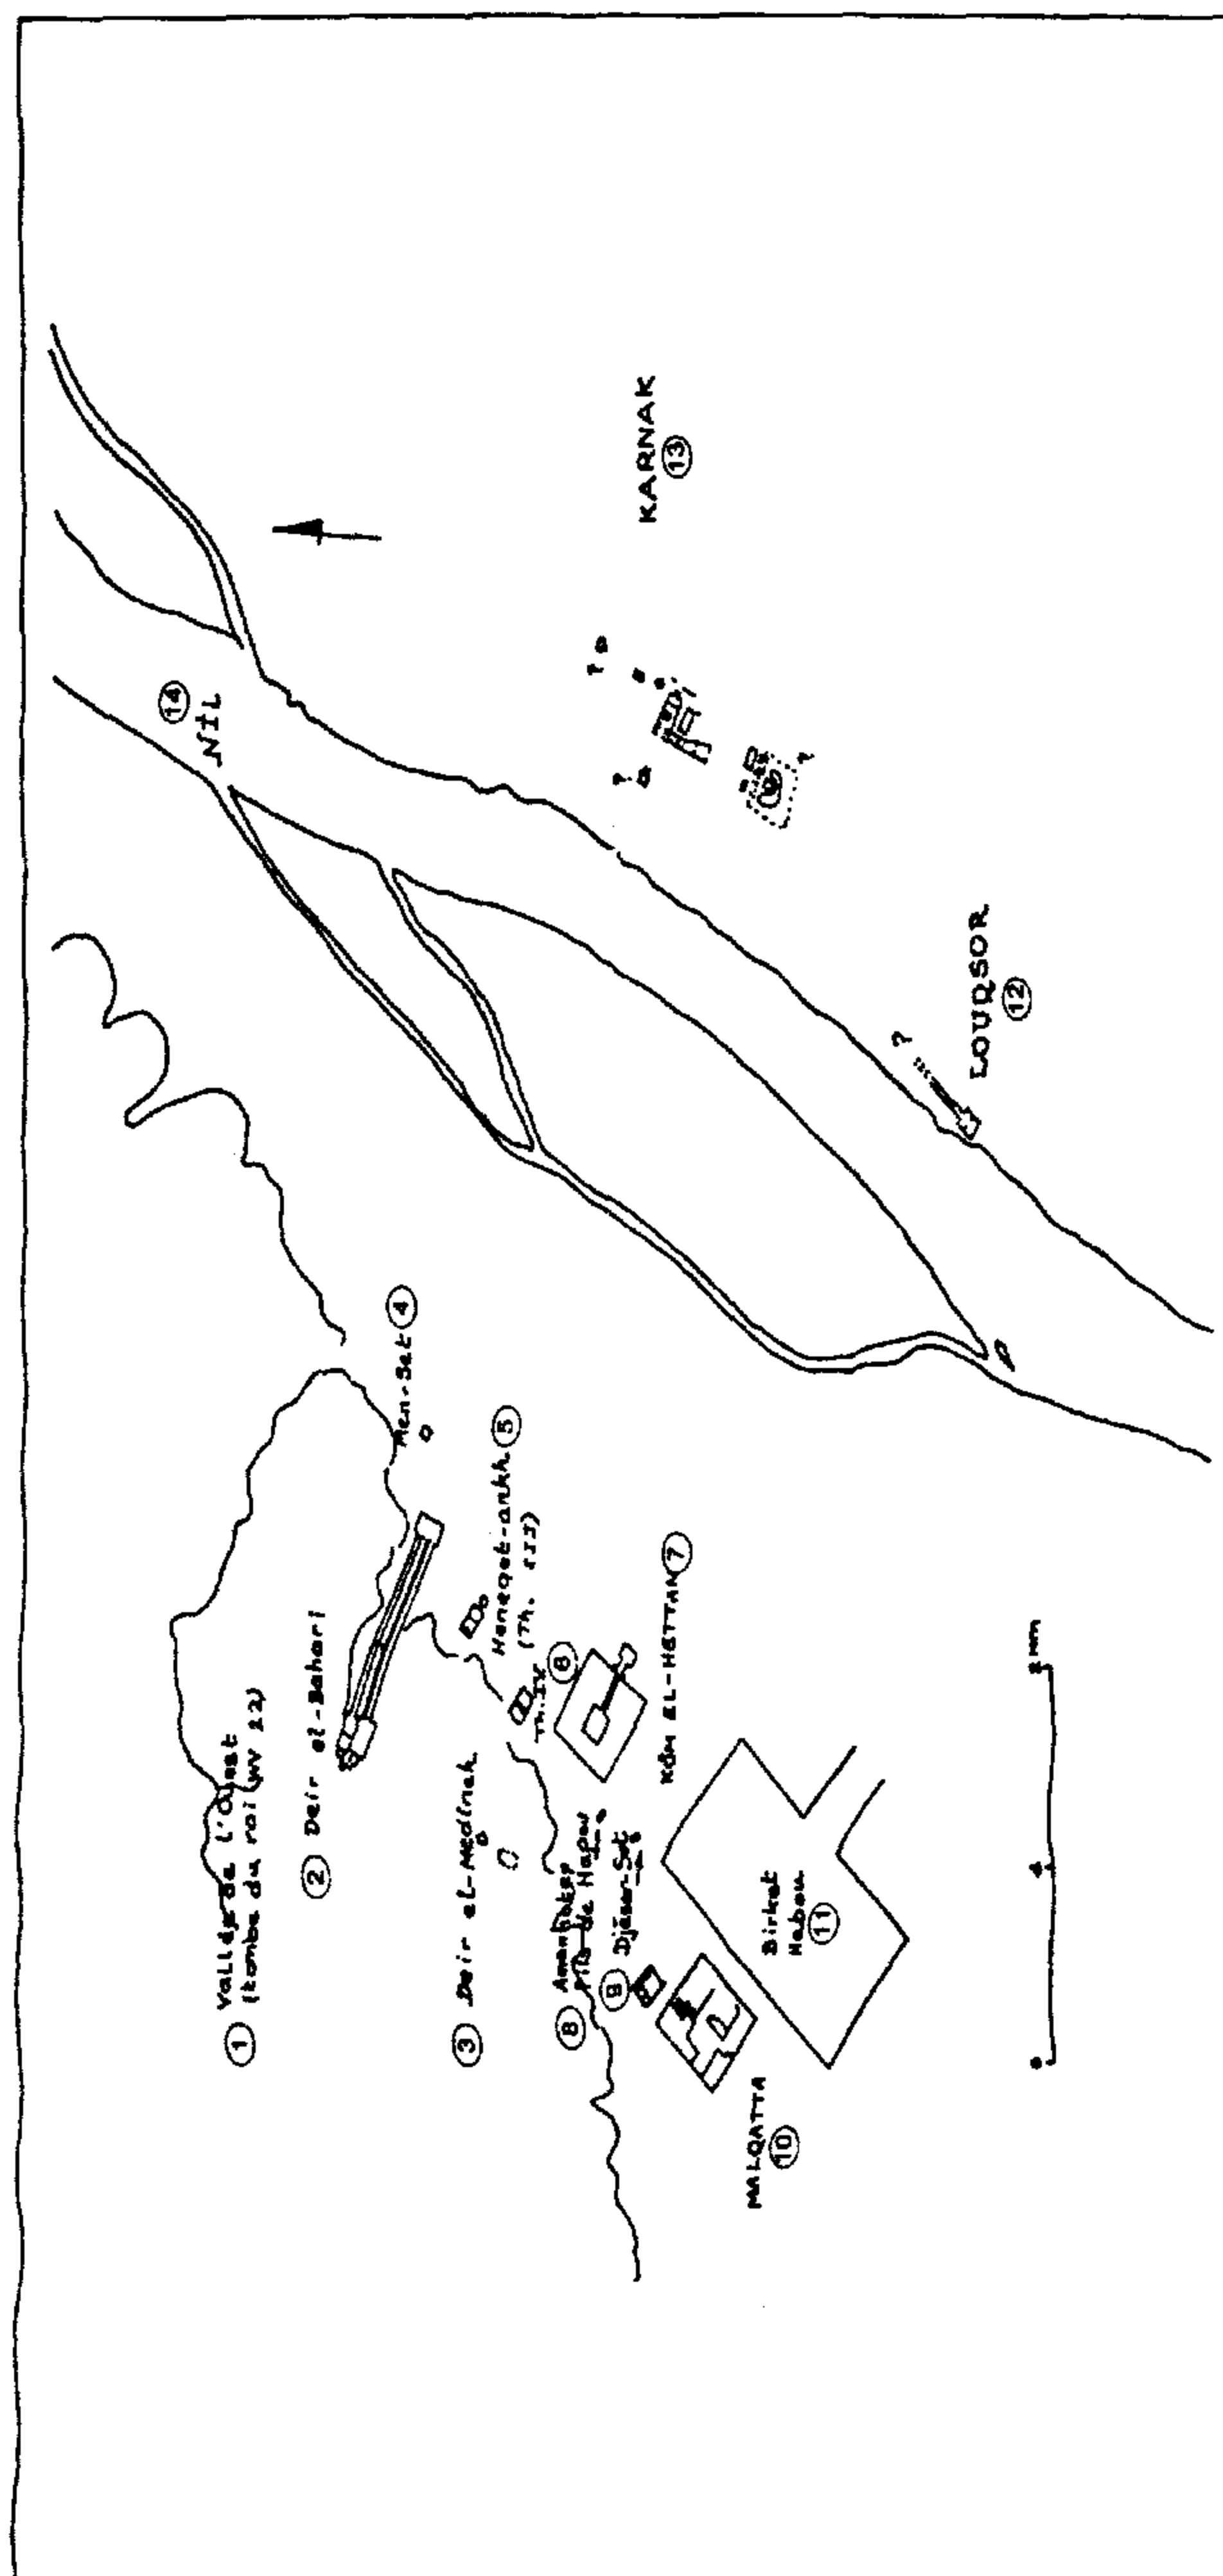 ① Vallée de l'Ouest
(tombe du roi WV 22)
② Deir el-Bahari
③ Deir el-Medineh
Men-Set ④
Heneqet-ankh ⑤
(Th. III)
Th. IV ⑥
KÔM EL-HETTAN ⑦
⑧ Amenhotep
fils de Hapou
⑨ Djéser-Set
MALQATTA
⑩
Birket
Habou
⑪
LOUQSOR
⑫
?
KARNAK
⑬
?
?
?
⑭
NIL
0 1 2 km